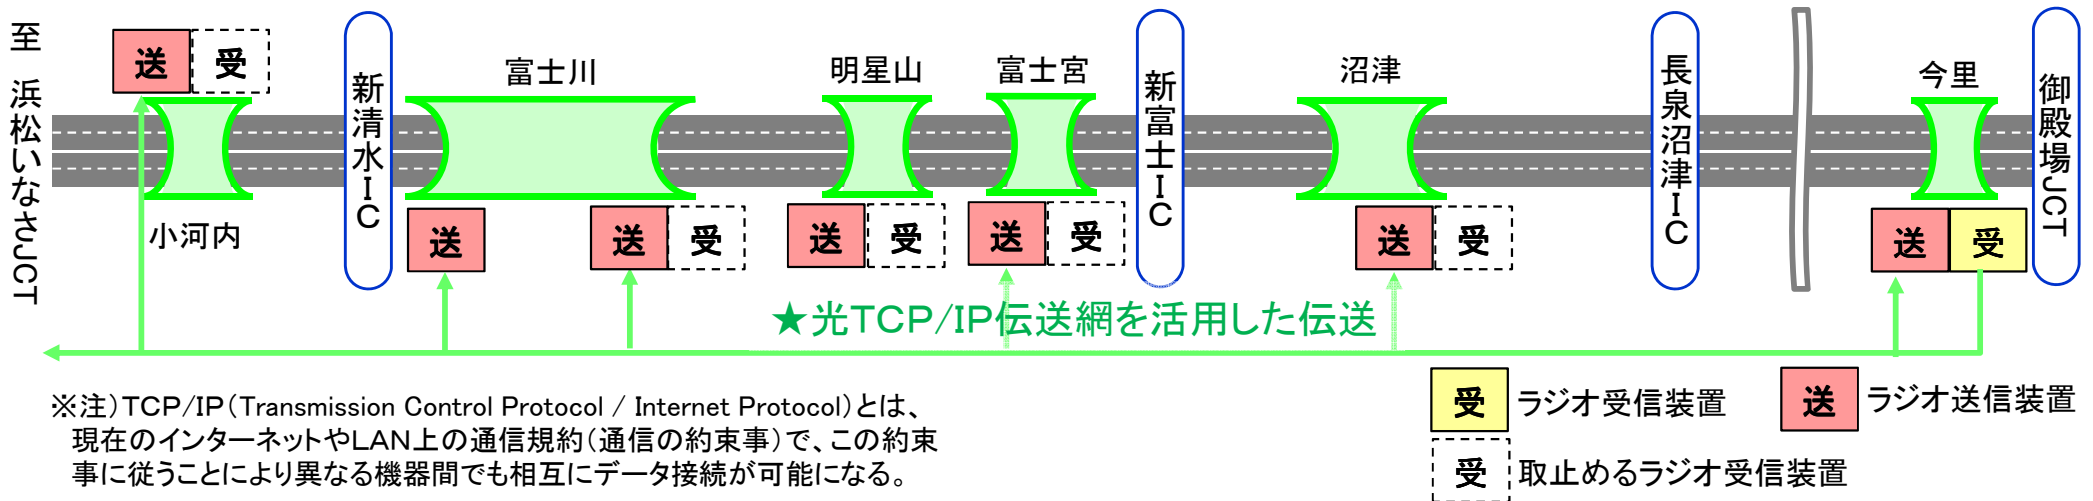 至 浜松いなさJCT
送 受
小河内
新清水IC
富士川
送
送 受
明星山
送 受
富士宮
送 受
新富士IC
沼津
送 受
長泉沼津IC
今里
送 受
御殿場JCT
★光TCP/IP伝送網を活用した伝送
※注)TCP/IP(Transmission Control Protocol / Internet Protocol)とは、
現在のインターネットやLAN上の通信規約(通信の約束事)で、この約束
事に従うことにより異なる機器間でも相互にデータ接続が可能になる。
受 ラジオ受信装置
送 ラジオ送信装置
受 取止めるラジオ受信装置